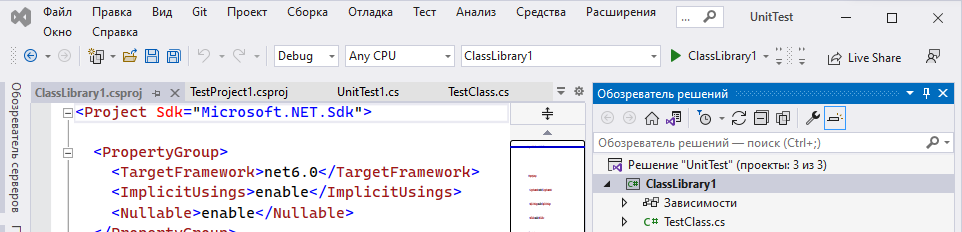 Файл Правка Вид Git Проект Сборка Отладка Тест Анализ Средства Расширения ... UnitTest
Окно Справка
Debug Any CPU ClassLibrary1 ClassLibrary1 Live Share
Обозреватель серверов
ClassLibrary1.csproj TestProject1.csproj UnitTest1.cs TestClass.cs
<Project Sdk="Microsoft.NET.Sdk">
<PropertyGroup>
<TargetFramework>net6.0</TargetFramework>
<ImplicitUsings>enable</ImplicitUsings>
<Nullable>enable</Nullable>
</PropertyGroup>
Обозреватель решений
Обозреватель решений — поиск (Ctrl+;)
Решение "UnitTest" (проекты: 3 из 3)
C# ClassLibrary1
Зависимости
C# TestClass.cs